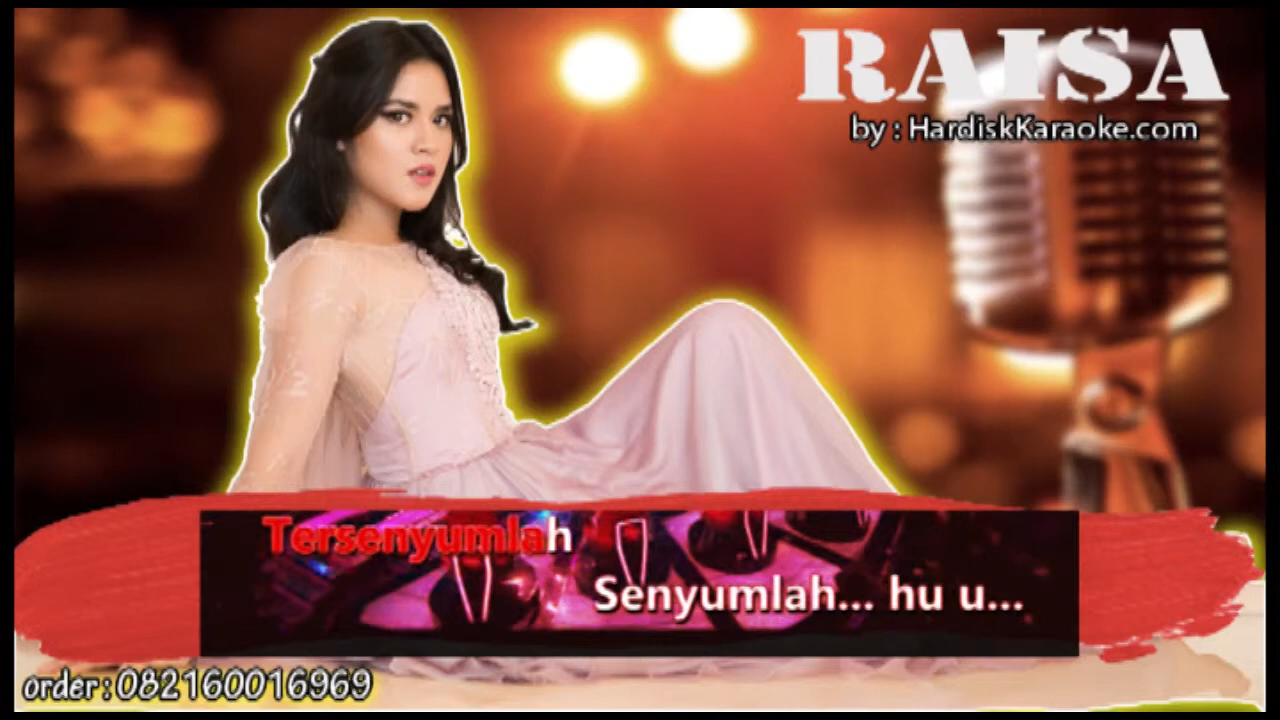 RAISA
by : HardiskKaraoke.com
Tersenyumlah
Senyumlah... hu u...
order : 082160016969